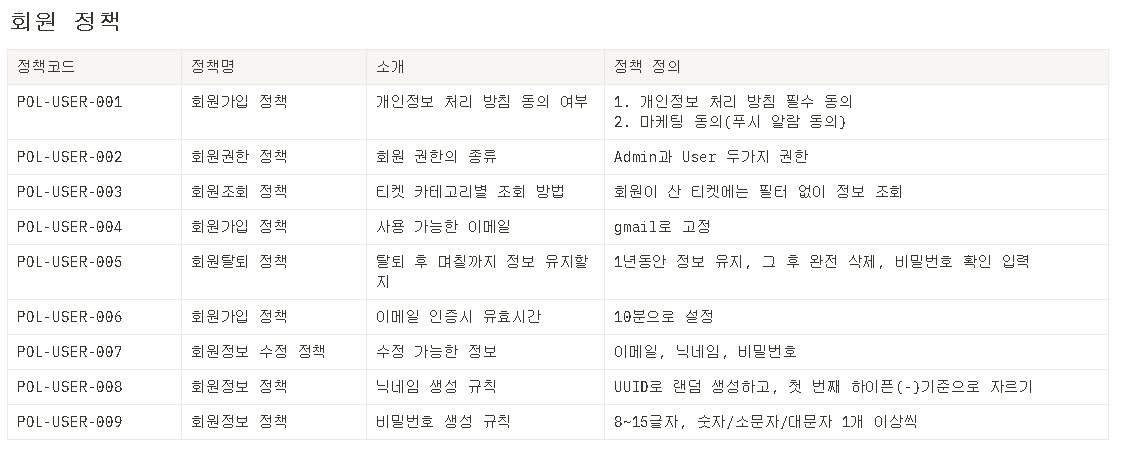 회원 정책
정책코드 정책명 소개 정책 정의
POL-USER-001 회원가입 정책 개인정보 처리 방침 동의 여부 1. 개인정보 처리 방침 필수 동의
2. 마케팅 동의(푸시 알람 동의)
POL-USER-002 회원권한 정책 회원 권한의 종류 Admin과 User 두가지 권한
POL-USER-003 회원조회 정책 티켓 카테고리별 조회 방법 회원이 산 티켓에는 필터 없이 정보 조회
POL-USER-004 회원가입 정책 사용 가능한 이메일 gmail로 고정
POL-USER-005 회원탈퇴 정책 탈퇴 후 며칠까지 정보 유지할 1년동안 정보 유지, 그 후 완전 삭제, 비밀번호 확인 입력
지
POL-USER-006 회원가입 정책 이메일 인증시 유효시간 10분으로 설정
POL-USER-007 회원정보 수정 정책 수정 가능한 정보 이메일, 닉네임, 비밀번호
POL-USER-008 회원정보 정책 닉네임 생성 규칙 UUID로 랜덤 생성하고, 첫 번째 하이픈(-)기준으로 자르기
POL-USER-009 회원정보 정책 비밀번호 생성 규칙 8~15글자, 숫자/소문자/대문자 1개 이상씩